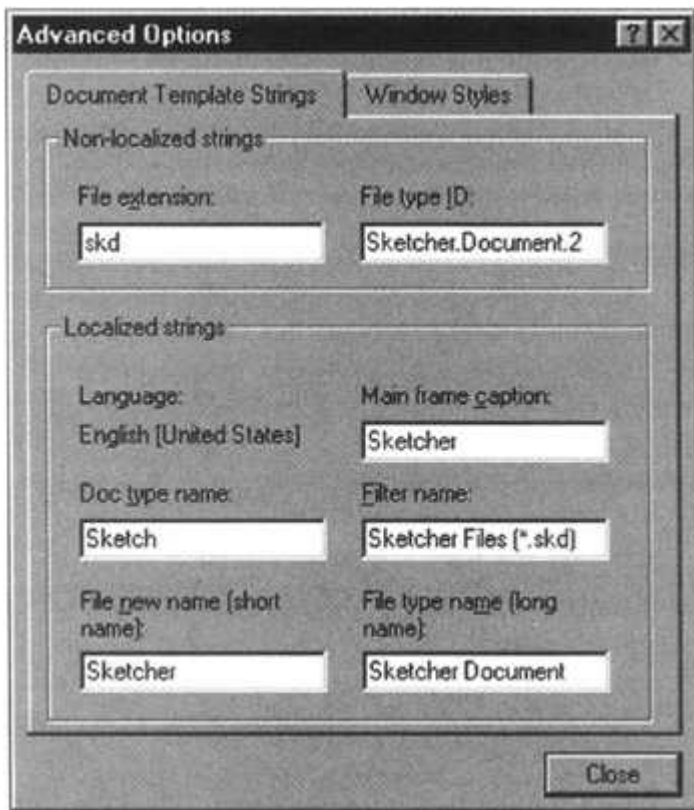 Advanced Options
Document Template Strings
Window Styles
Non-localized strings
File extension:
File type ID:
skd
Sketcher.Document.2
Localized strings
Language:
Main frame caption:
English (United States)
Sketcher
Doc type name:
Filter name:
Sketch
Sketcher Files (*.skd)
File new name (short
name):
File type name (long
name):
Sketcher
Sketcher Document
Close